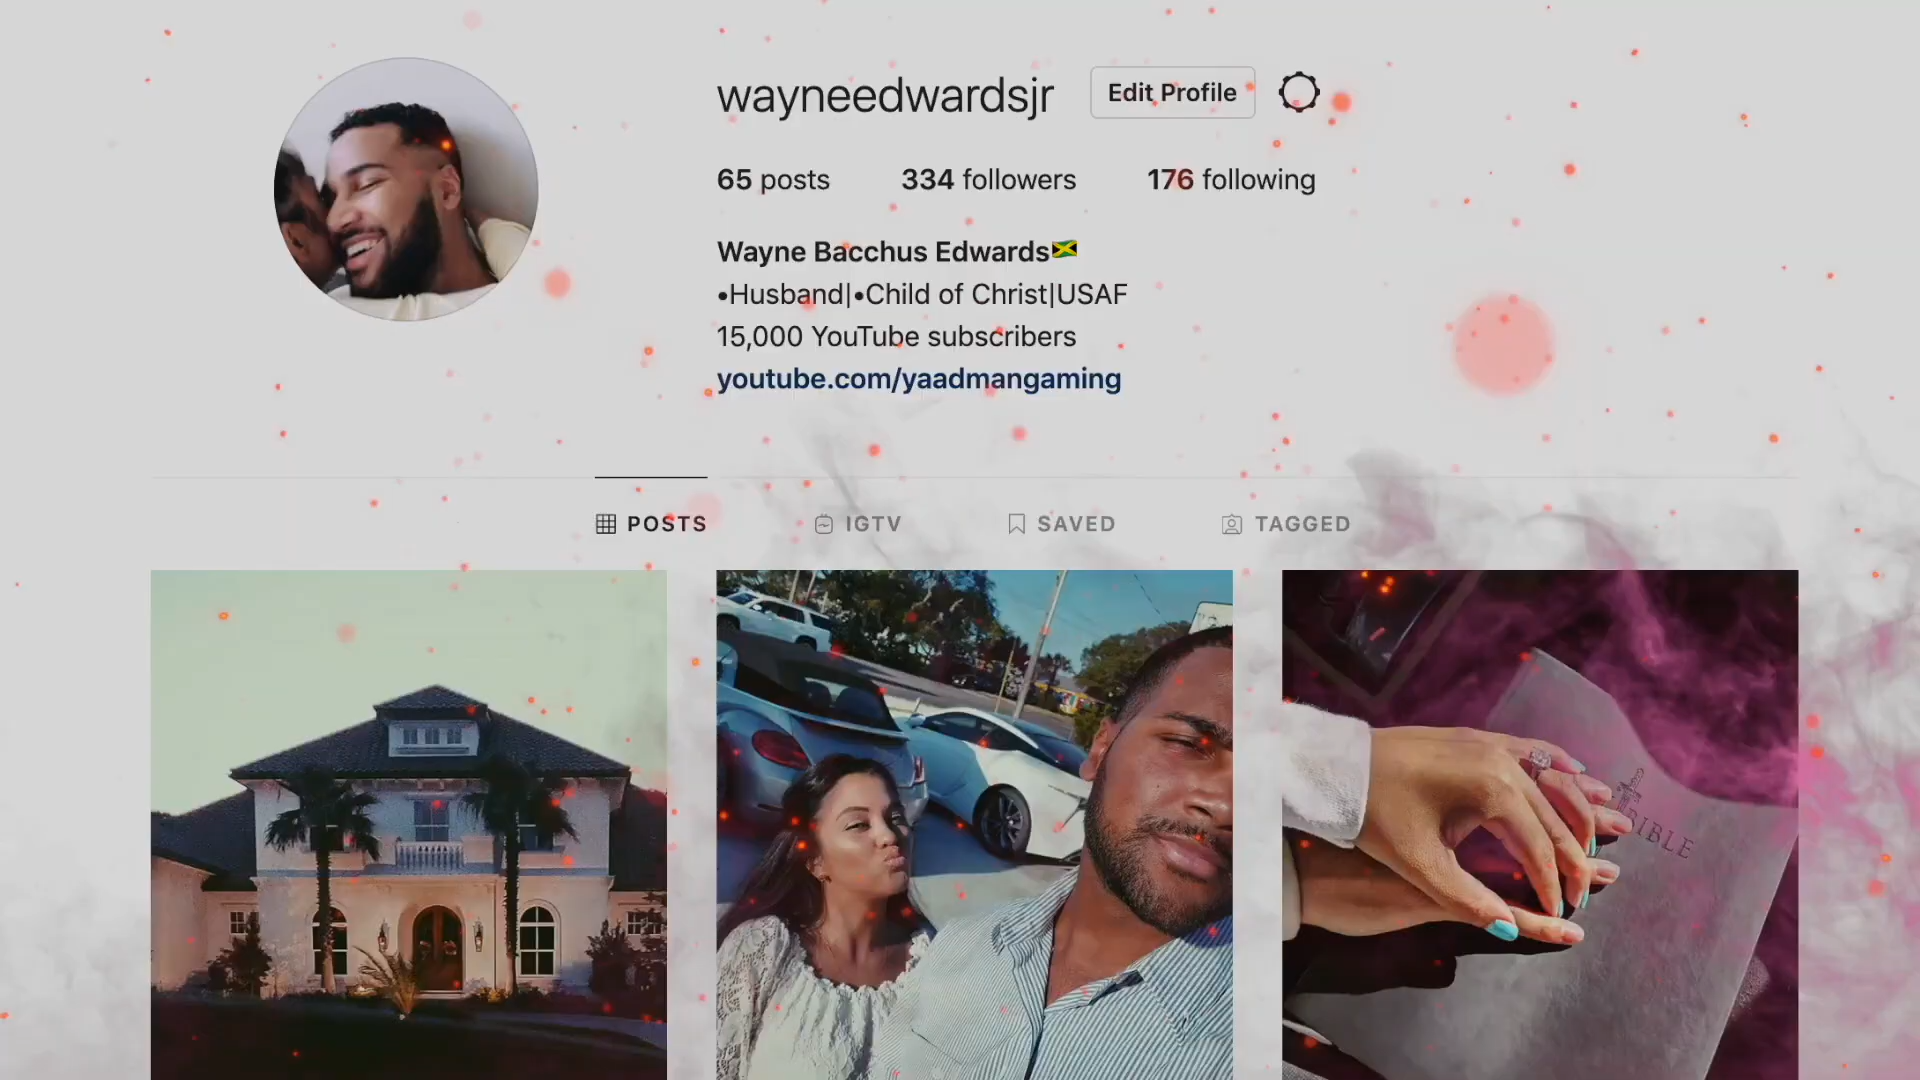 wayneedwardsjr Edit Profile
65 posts 334 followers 176 following
Wayne Bacchus Edwards🇯🇲
•Husband|•Child of Christ|USAF
15,000 YouTube subscribers
youtube.com/yaadmangaming
POSTS IGTV SAVED TAGGED
BIBLE